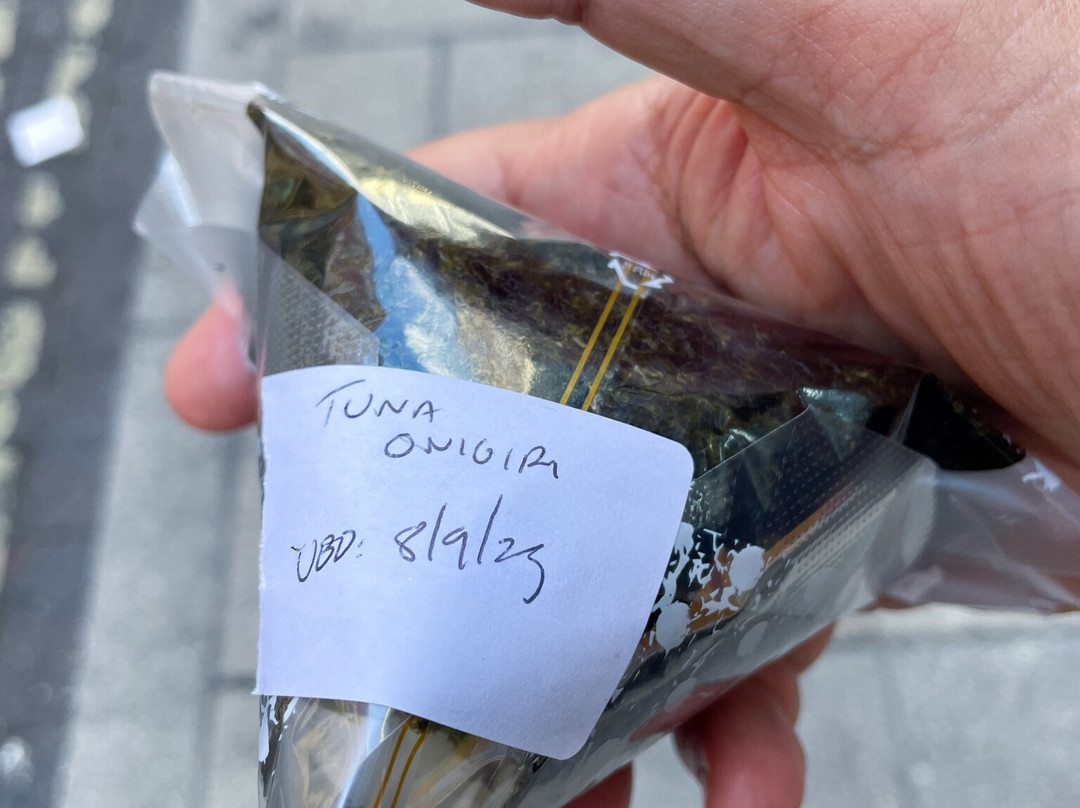 TUNA
ONIGIRI
UBD: 8/9/23